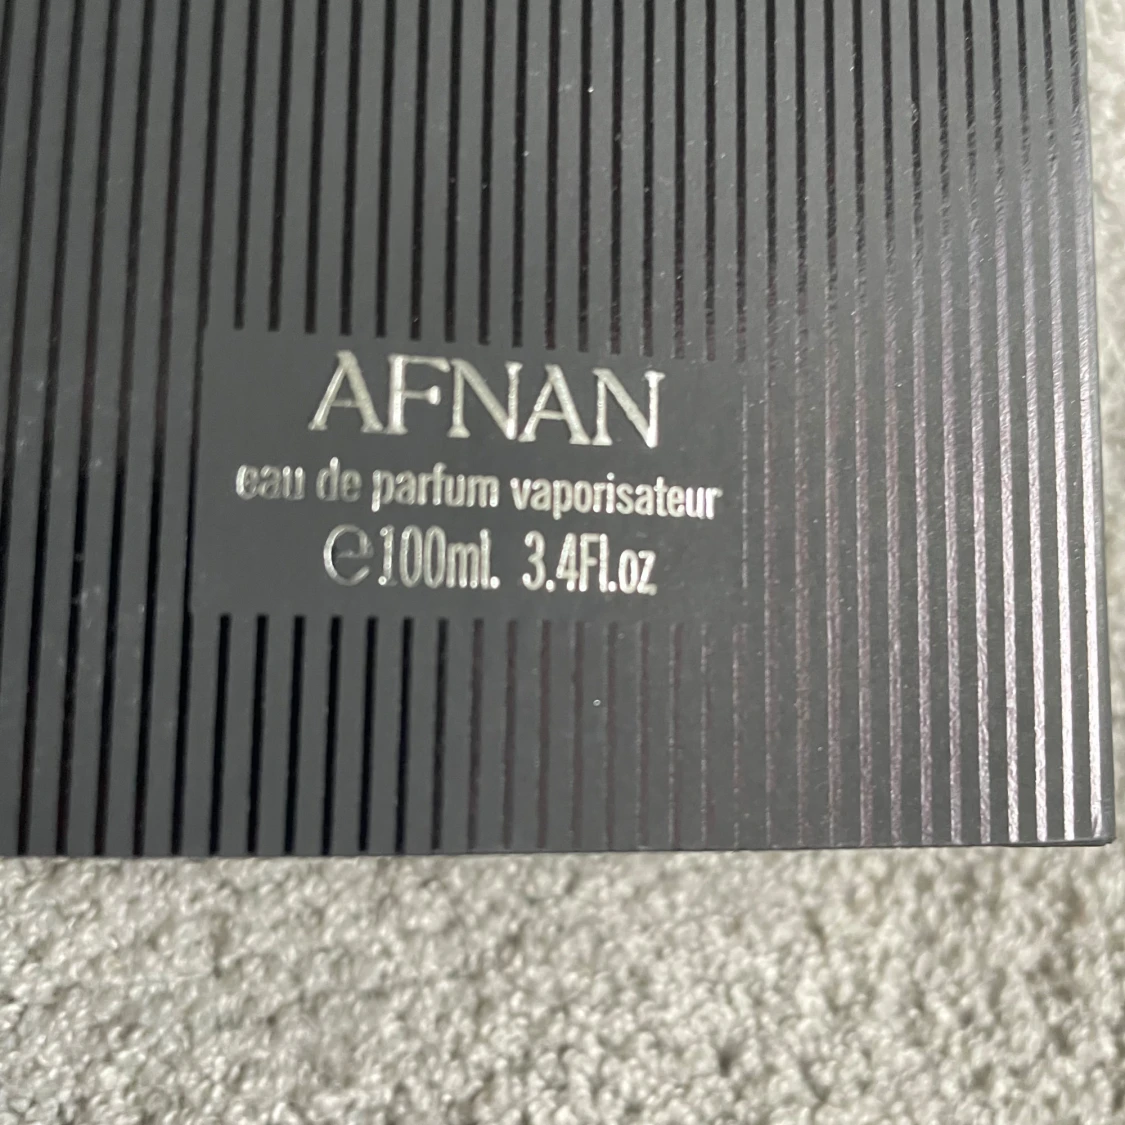 AFNAN
eau de parfum vaporisateur
℮100ml. 3.4Fl.oz